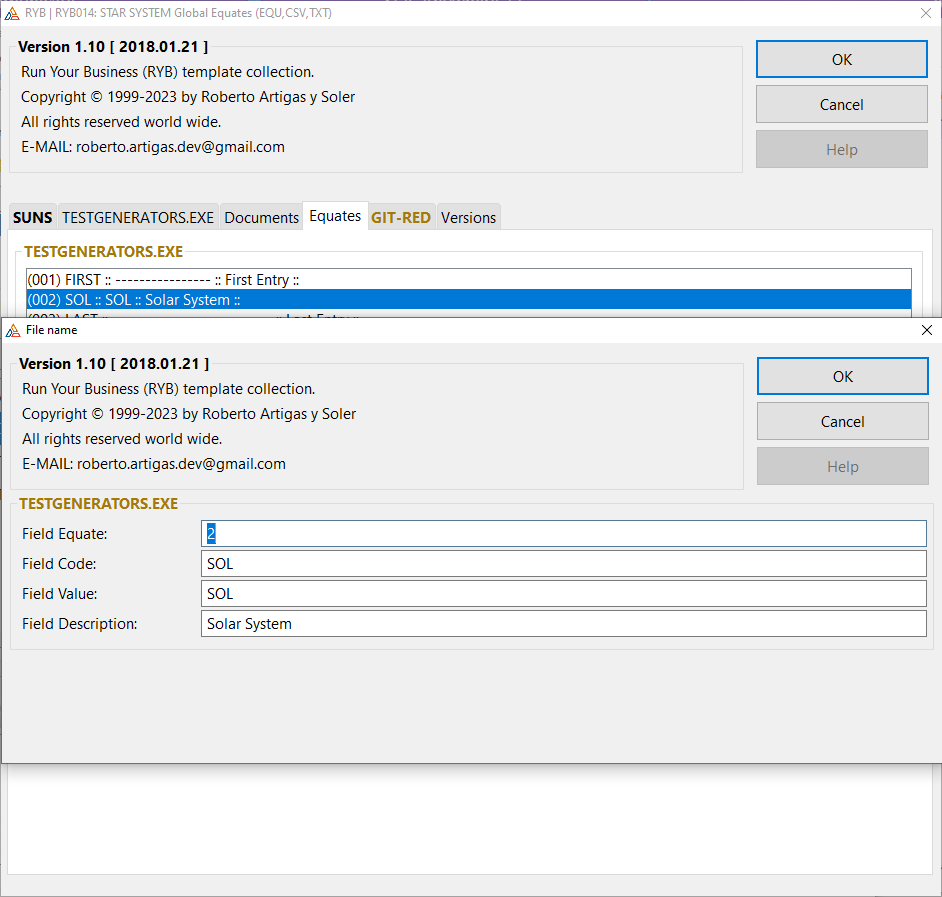 RYB | RYB014: STAR SYSTEM Global Equates (EQU,CSV,TXT)
Version 1.10 [ 2018.01.21 ]
Run Your Business (RYB) template collection.
Copyright © 1999-2023 by Roberto Artigas y Soler
All rights reserved world wide.
E-MAIL: roberto.artigas.dev@gmail.com
OK
Cancel
Help
SUNS TESTGENERATORS.EXE Documents Equates GIT-RED Versions
TESTGENERATORS.EXE
(001) FIRST :: ---------------- :: First Entry ::
(002) SOL :: SOL :: Solar System ::
(003) LAST :: ---------------- :: Last Entry ::
File name
Version 1.10 [ 2018.01.21 ]
Run Your Business (RYB) template collection.
Copyright © 1999-2023 by Roberto Artigas y Soler
All rights reserved world wide.
E-MAIL: roberto.artigas.dev@gmail.com
OK
Cancel
Help
TESTGENERATORS.EXE
Field Equate: 2
Field Code: SOL
Field Value: SOL
Field Description: Solar System